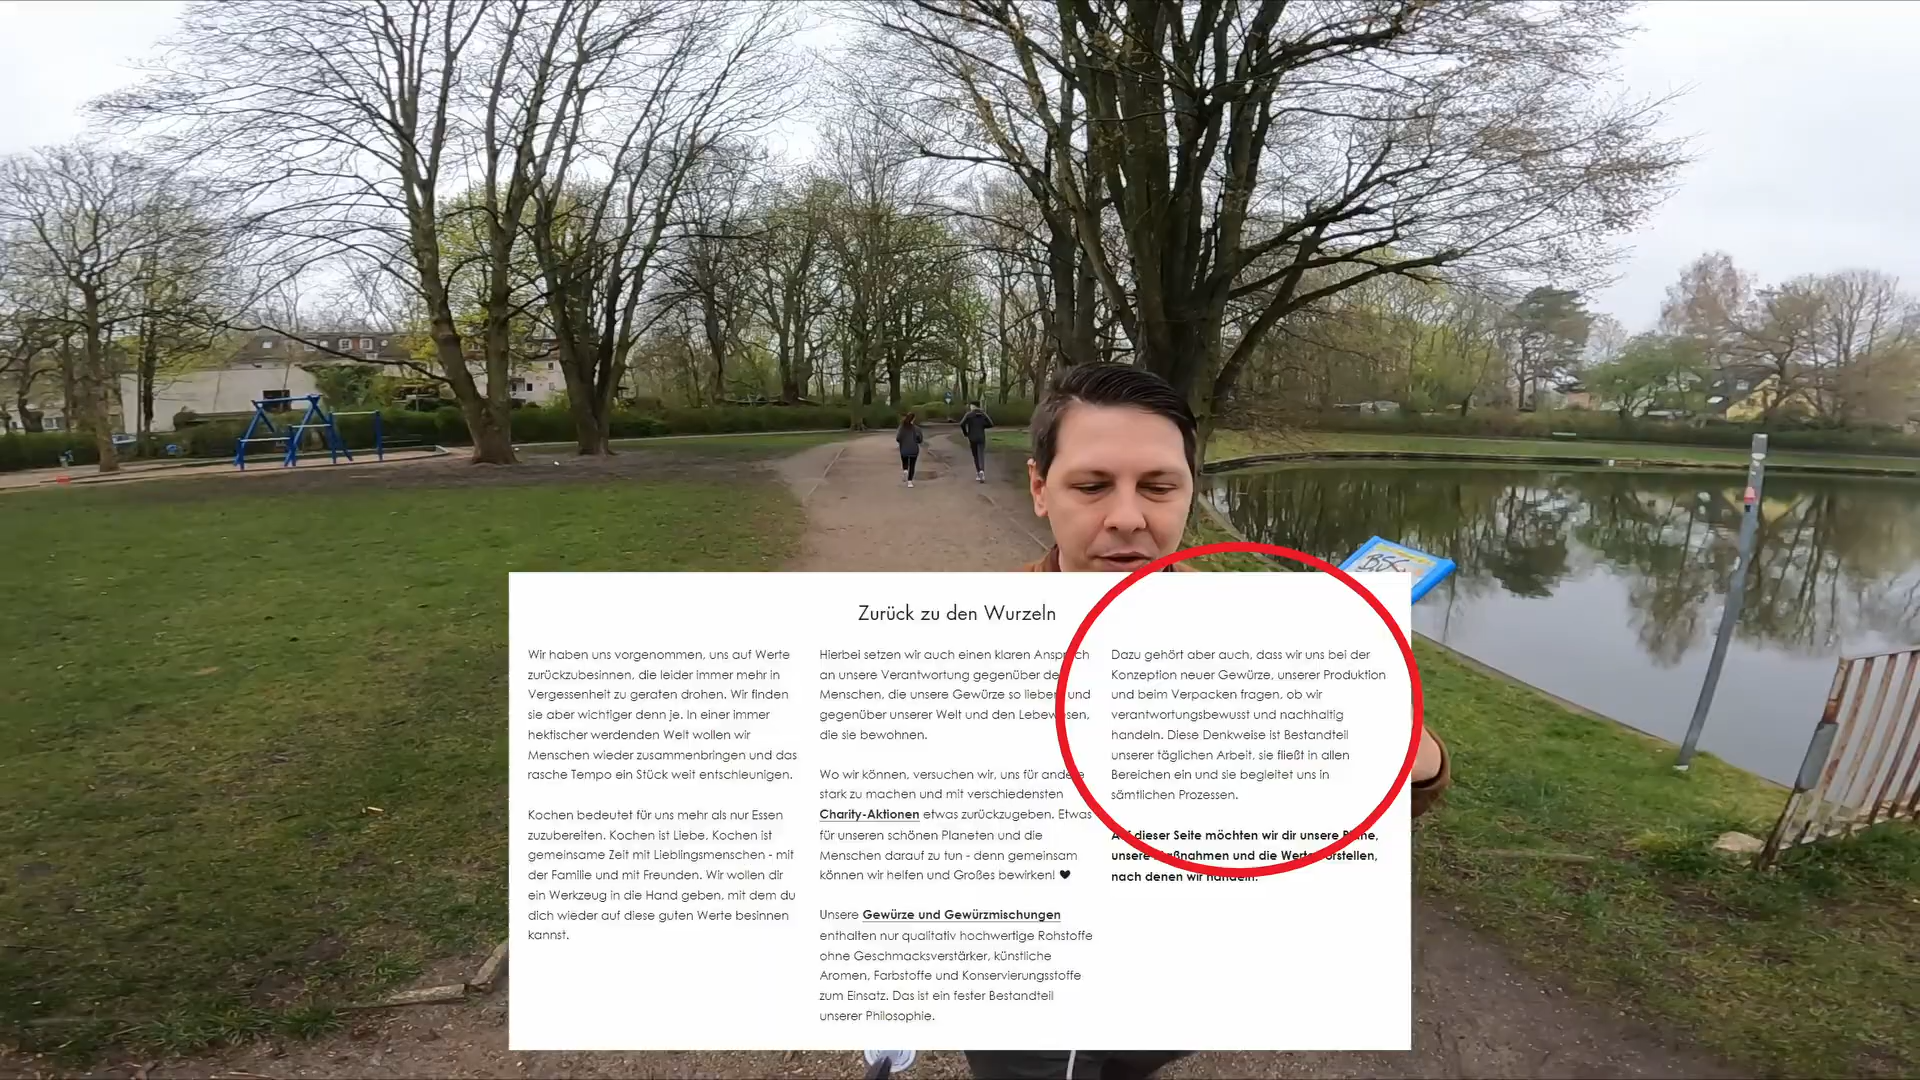 BSC
Zurück zu den Wurzeln
Wir haben uns vorgenommen, uns auf Werte
zurückzubesinnen, die leider immer mehr in
Vergessenheit zu geraten drohen. Wir finden
sie aber wichtiger denn je. In einer immer
hektischer werdenden Welt wollen wir
Menschen wieder zusammenbringen und das
rasche Tempo ein Stück weit entschleunigen.
Kochen bedeutet für uns mehr als nur Essen
zuzubereiten. Kochen ist Liebe. Kochen ist
gemeinsame Zeit mit Lieblingsmenschen - mit
der Familie und mit Freunden. Wir wollen dir
ein Werkzeug in die Hand geben, mit dem du
dich wieder auf diese guten Werte besinnen
kannst.
Hierbei setzen wir auch einen klaren Anspruch
an unsere Verantwortung gegenüber den
Menschen, die unsere Gewürze so lieben und
gegenüber unserer Welt und den Lebewesen,
die sie bewohnen.
Wo wir können, versuchen wir, uns für andere
stark zu machen und mit verschiedensten
Charity-Aktionen etwas zurückzugeben. Etwas
für unseren schönen Planeten und die
Menschen darauf zu tun - denn gemeinsam
können wir helfen und Großes bewirken! ♥
Unsere Gewürze und Gewürzmischungen
enthalten nur qualitativ hochwertige Rohstoffe
ohne Geschmacksverstärker, künstliche
Aromen, Farbstoffe und Konservierungsstoffe
zum Einsatz. Das ist ein fester Bestandteil
unserer Philosophie.
Dazu gehört aber auch, dass wir uns bei der
Konzeption neuer Gewürze, unserer Produktion
und beim Verpacken fragen, ob wir
verantwortungsbewusst und nachhaltig
handeln. Diese Denkweise ist Bestandteil
unserer täglichen Arbeit, sie fließt in allen
Bereichen ein und sie begleitet uns in
sämtlichen Prozessen.
Auf dieser Seite möchten wir dir unsere Pläne,
unsere Maßnahmen und die Werte vorstellen,
nach denen wir handeln.